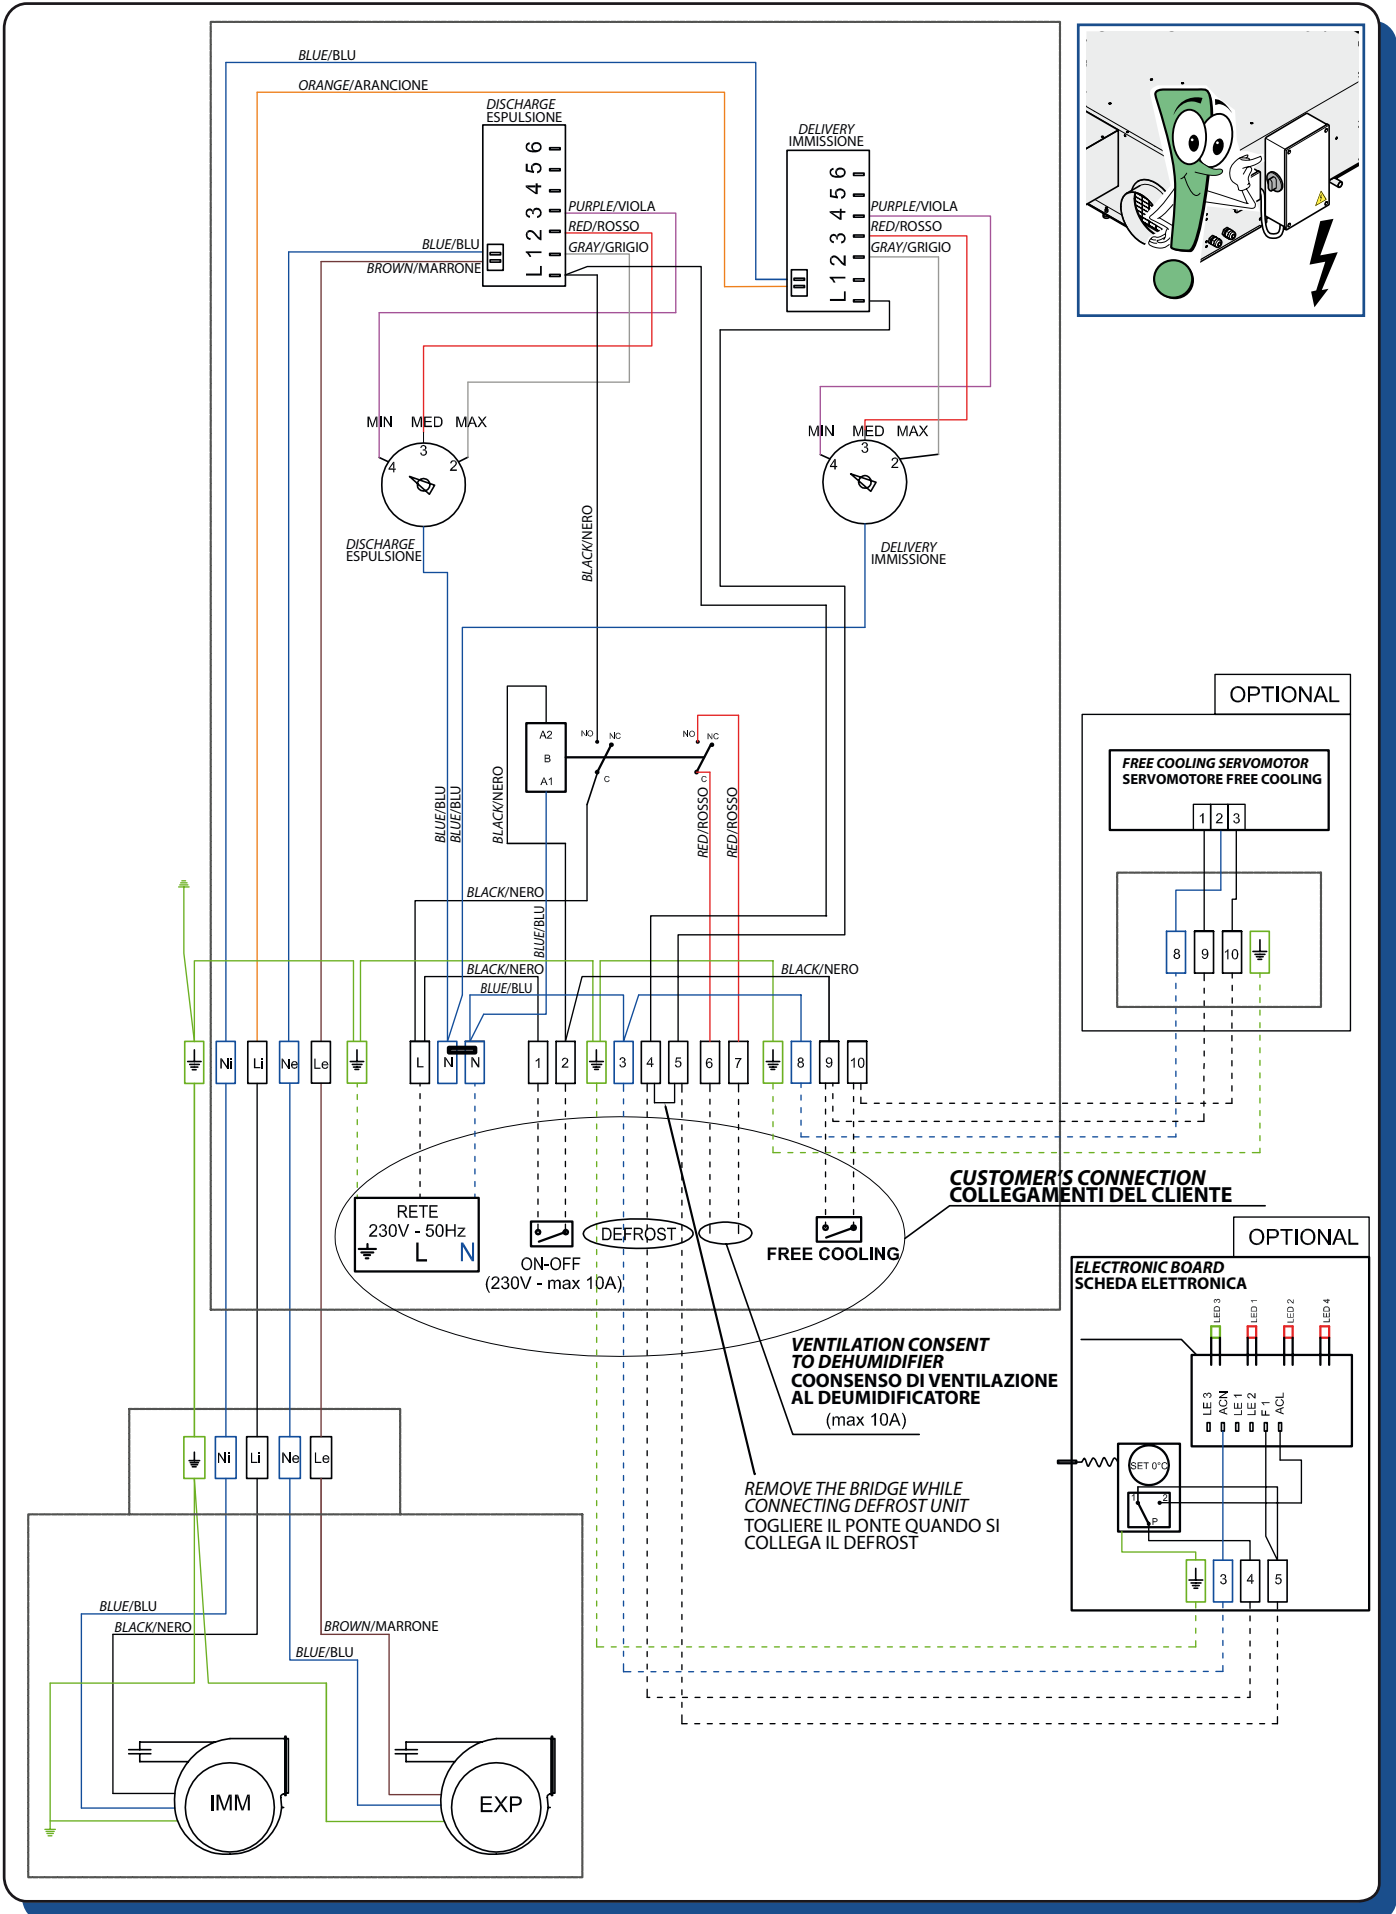 BLUE/BLU
ORANGE/ARANCIONE
DISCHARGE
ESPULSIONE
L 1 2 3 4 5 6
PURPLE/VIOLA
RED/ROSSO
GRAY/GRIGIO
BLUE/BLU
BROWN/MARRONE
DELIVERY
IMMISSIONE
L 1 2 3 4 5 6
PURPLE/VIOLA
RED/ROSSO
GRAY/GRIGIO
MIN MED MAX
4 3 2
DISCHARGE
ESPULSIONE
MIN MED MAX
4 3 2
DELIVERY
IMMISSIONE
BLACK/NERO
A2
B
A1
NO NC
C
NO NC
C
BLACK/NERO
BLUE/BLU
BLUE/BLU
RED/ROSSO
RED/ROSSO
BLACK/NERO
BLUE/BLU
BLACK/NERO
BLUE/BLU
BLACK/NERO
Ni Li Ne Le L N N 1 2 3 4 5 6 7 8 9 10
OPTIONAL
FREE COOLING SERVOMOTOR
SERVOMOTORE FREE COOLING
1 2 3
8 9 10
RETE
230V - 50Hz
L N
ON-OFF
(230V - max 10A)
DEFROST
FREE COOLING
CUSTOMER'S CONNECTION
COLLEGAMENTI DEL CLIENTE
VENTILATION CONSENT
TO DEHUMIDIFIER
COONSENSO DI VENTILAZIONE
AL DEUMIDIFICATORE
(max 10A)
REMOVE THE BRIDGE WHILE
CONNECTING DEFROST UNIT
TOGLIERE IL PONTE QUANDO SI
COLLEGA IL DEFROST
OPTIONAL
ELECTRONIC BOARD
SCHEDA ELETTRONICA
LED 3
LED 1
LED 2
LED 4
LE 3
ACN
LE 1
LE 2
F 1
ACL
SET 0°C
1 2
P
3 4 5
Ni Li Ne Le
BLUE/BLU
BLACK/NERO
BROWN/MARRONE
BLUE/BLU
IMM
EXP